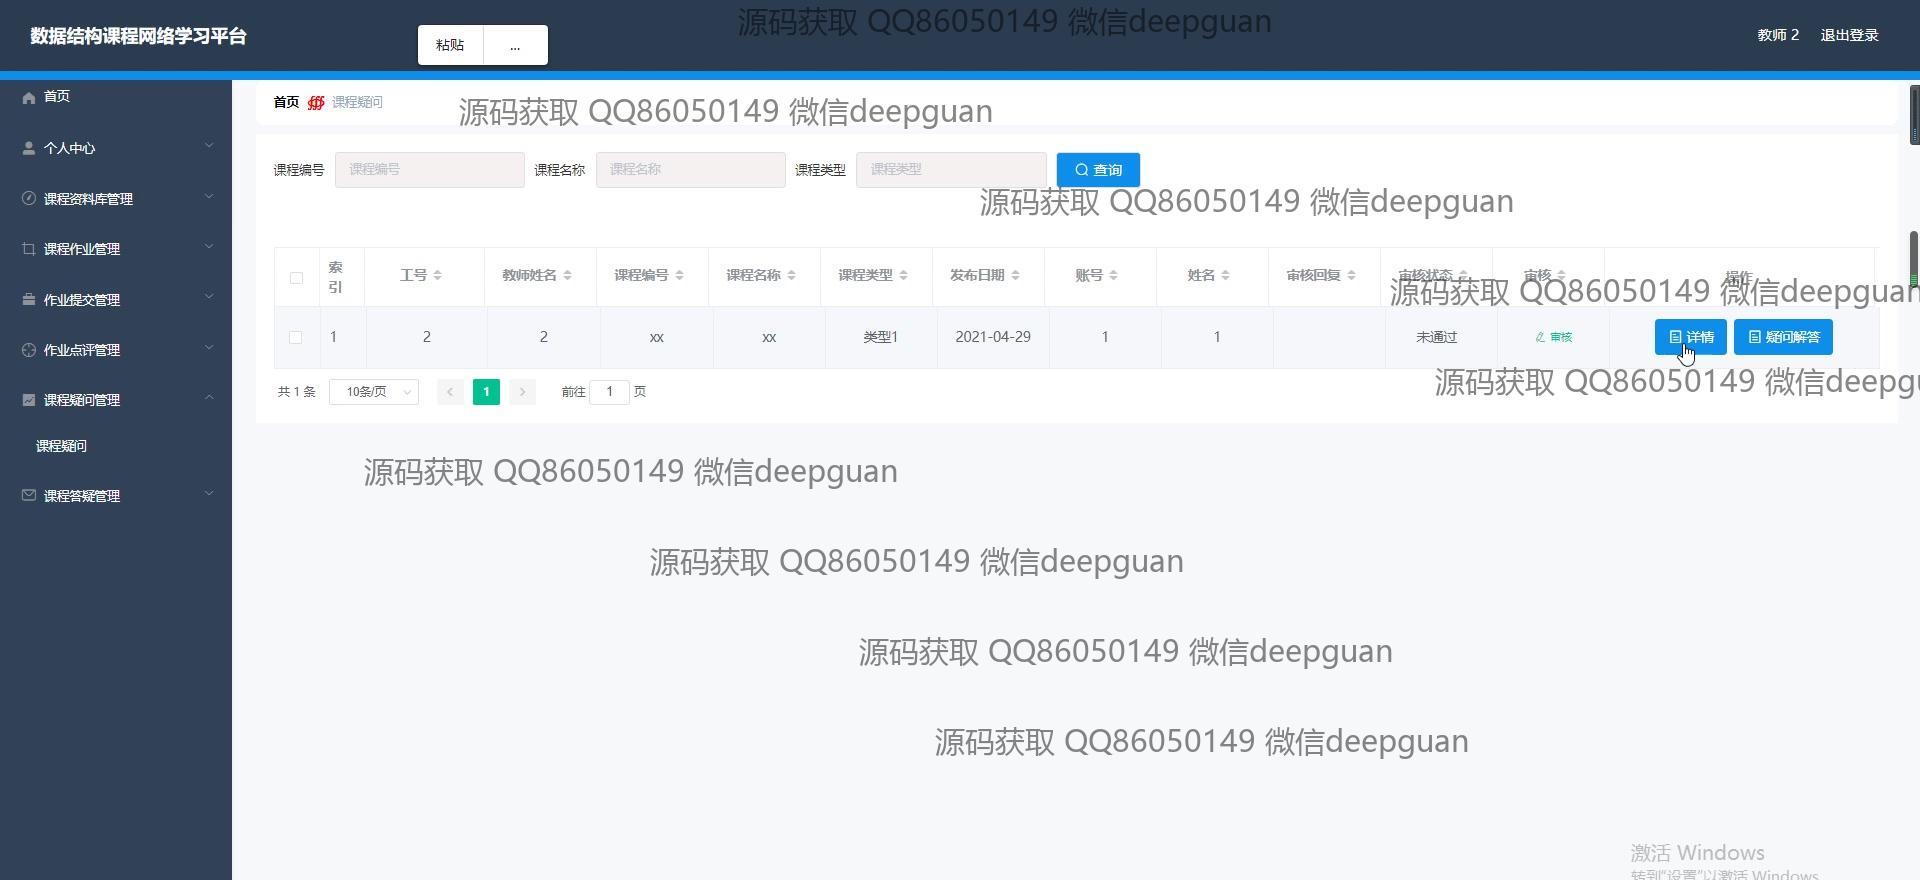 源码获取 QQ86050149 微信deepguan
数据结构课程网络学习平台
粘贴
...
教师 2
退出登录
首页
个人中心
课程资料库管理
课程作业管理
作业提交管理
作业点评管理
课程疑问管理
课程疑问
课程答疑管理
首页
课程疑问
源码获取 QQ86050149 微信deepguan
课程编号 课程编号 课程名称 课程名称 课程类型 课程类型 查询
源码获取 QQ86050149 微信deepguan
索引 工号 教师姓名 课程编号 课程名称 课程类型 发布日期 账号 姓名 审核回复 审核状态 审核 操作
源码获取 QQ86050149 微信deepguan
1 2 2 xx xx 类型1 2021-04-29 1 1 未通过 审核 详情 疑问解答
源码获取 QQ86050149 微信deepgu
共 1 条 10条/页 1 前往 1 页
源码获取 QQ86050149 微信deepguan
源码获取 QQ86050149 微信deepguan
源码获取 QQ86050149 微信deepguan
源码获取 QQ86050149 微信deepguan
激活 Windows
转到"设置"以激活 Windows